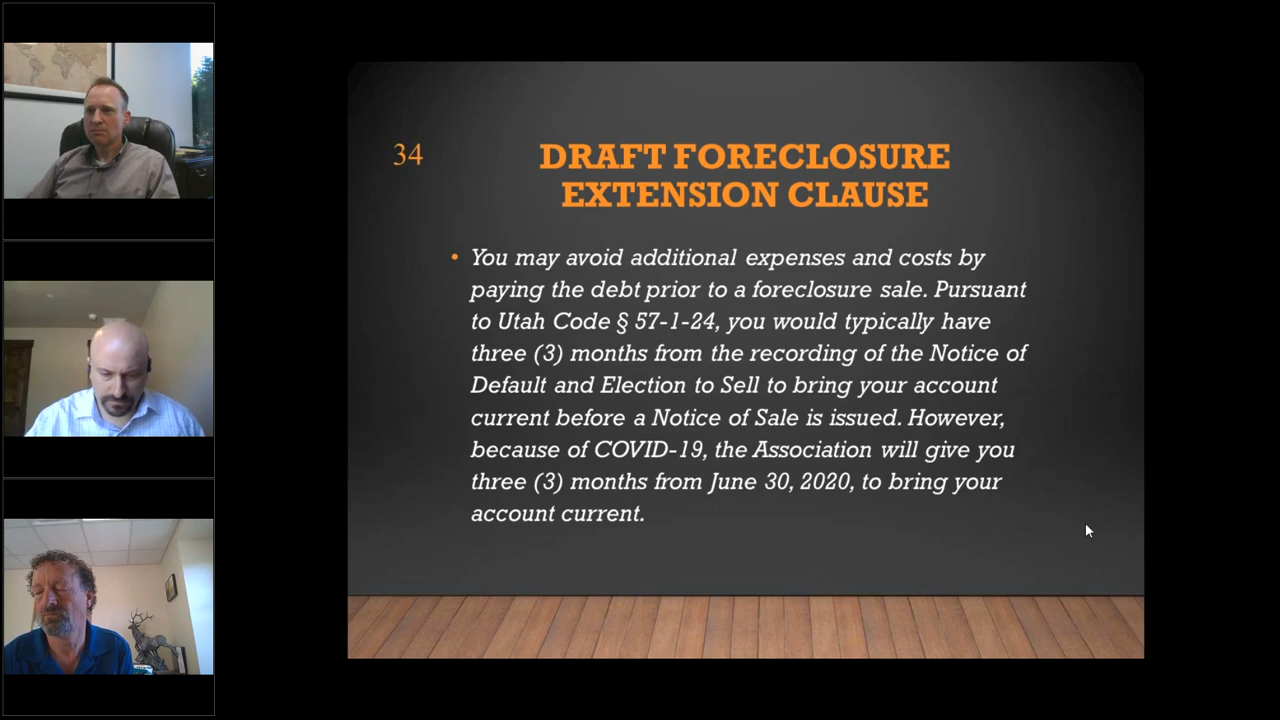 34
DRAFT FORECLOSURE
EXTENSION CLAUSE
• You may avoid additional expenses and costs by
paying the debt prior to a foreclosure sale. Pursuant
to Utah Code § 57-1-24, you would typically have
three (3) months from the recording of the Notice of
Default and Election to Sell to bring your account
current before a Notice of Sale is issued. However,
because of COVID-19, the Association will give you
three (3) months from June 30, 2020, to bring your
account current.